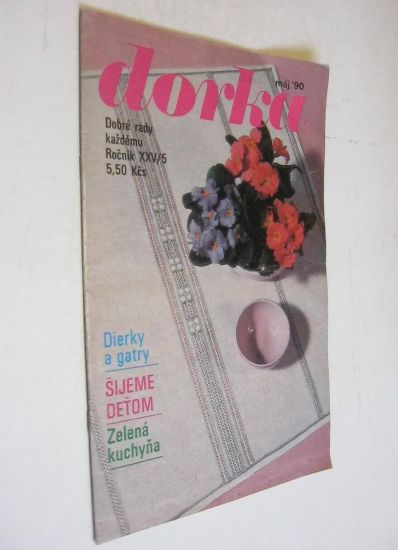 dorka
máj '90
Dobré rady
každému
Ročník XXV/5
5,50 Kčs
Dierky
a gatry
ŠIJEME
DEŤOM
Zelená
kuchyňa